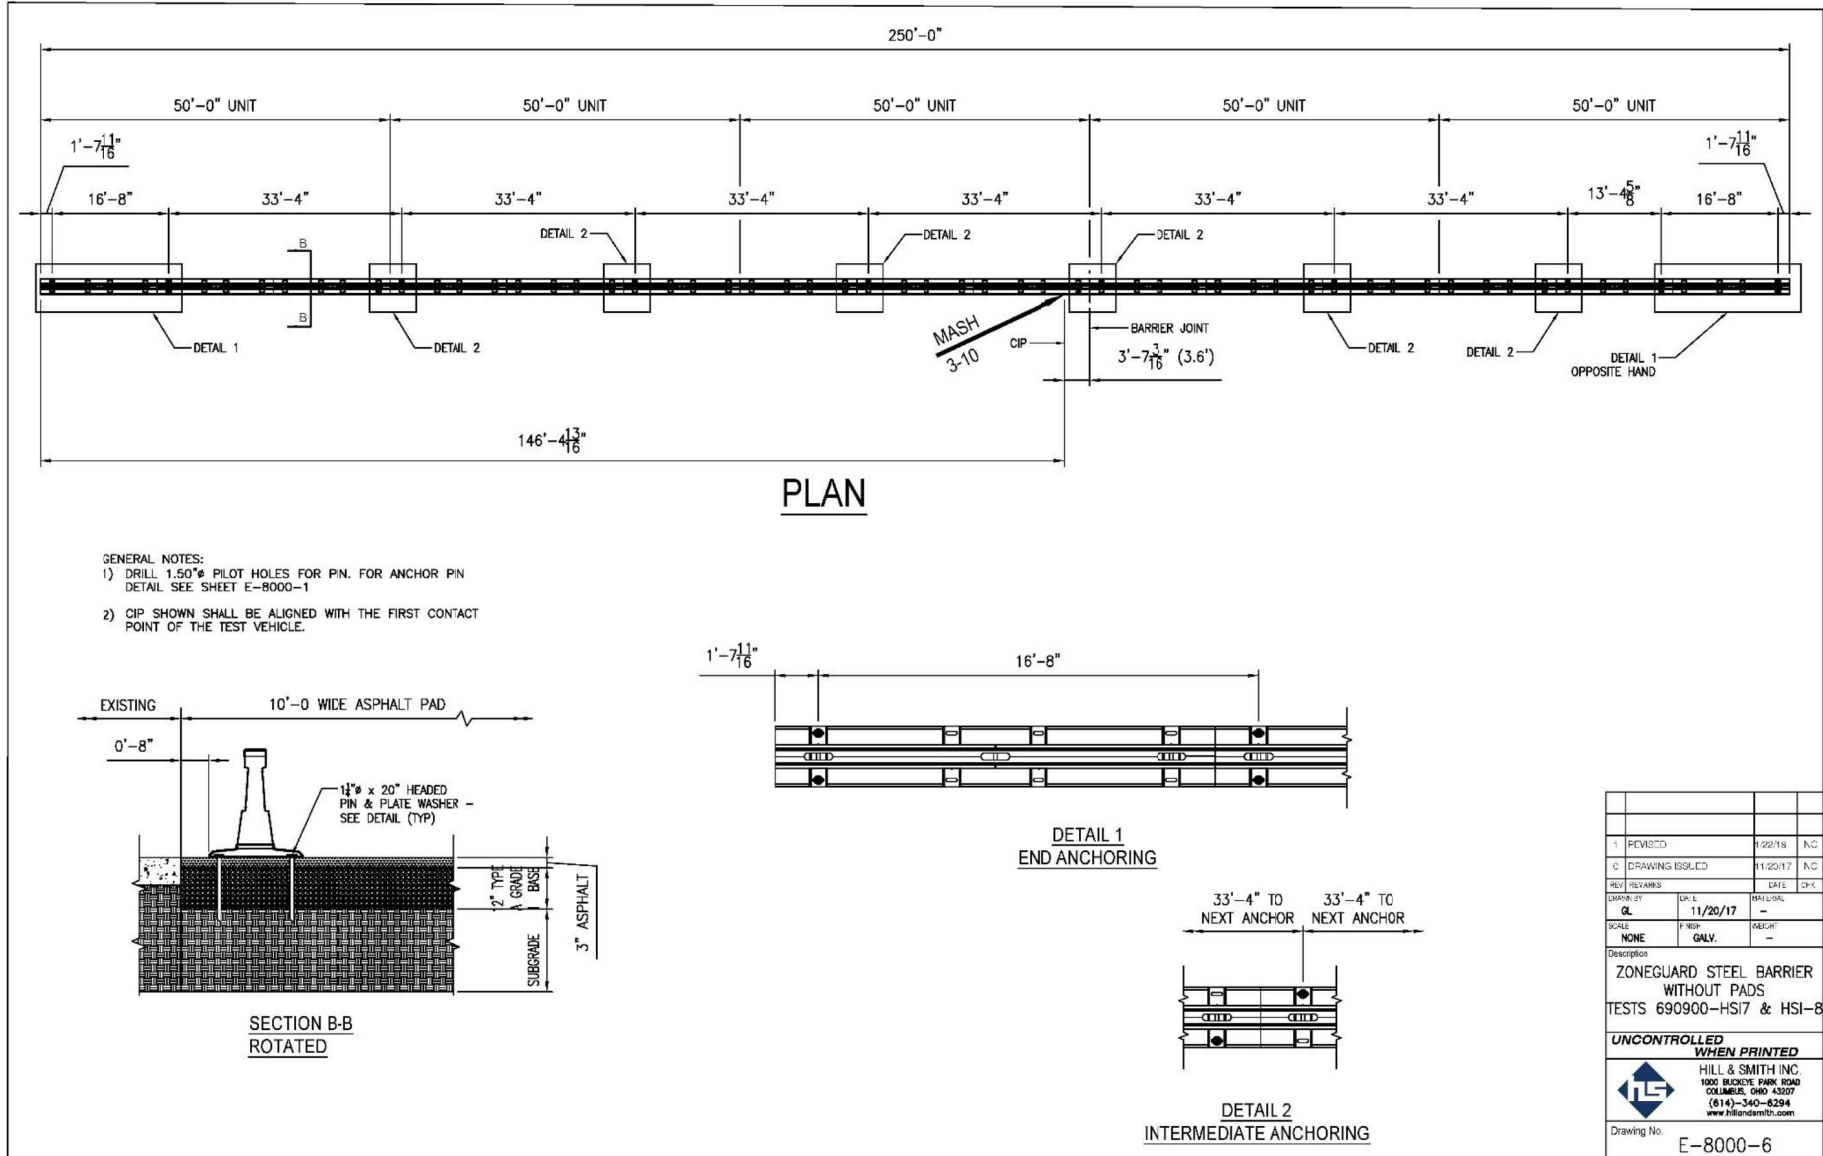 250'-0"
50'-0" UNIT 50'-0" UNIT 50'-0" UNIT 50'-0" UNIT 50'-0" UNIT
1'-7 11/16" 1'-7 11/16"
16'-8" 33'-4" 33'-4" 33'-4" 33'-4" 33'-4" 33'-4" 13'-4 5/8" 16'-8"
DETAIL 2 DETAIL 2 DETAIL 2
B
B
DETAIL 1 DETAIL 2
MASH
3-10
CIP
BARRIER JOINT
3'-7 3/16" (3.6')
DETAIL 2 DETAIL 2
DETAIL 1
OPPOSITE HAND
146'-4 13/16"
PLAN
GENERAL NOTES:
1) DRILL 1.50"ø PILOT HOLES FOR PIN. FOR ANCHOR PIN
DETAIL SEE SHEET E-8000-1
2) CIP SHOWN SHALL BE ALIGNED WITH THE FIRST CONTACT
POINT OF THE TEST VEHICLE.
EXISTING 10'-0 WIDE ASPHALT PAD
0'-8"
1¼"ø x 20" HEADED
PIN & PLATE WASHER -
SEE DETAIL (TYP)
12" TYPE
A GRADE
1 BASE
SUBGRADE
3" ASPHALT
SECTION B-B
ROTATED
1'-7 11/16" 16'-8"
DETAIL 1
END ANCHORING
33'-4" TO 33'-4" TO
NEXT ANCHOR NEXT ANCHOR
DETAIL 2
INTERMEDIATE ANCHORING
1 REVISED 1/22/18 NC
0 DRAWING ISSUED 11/20/17 NC
REV REMARKS DATE CHK
DRAWN BY DATE MATERIAL
GL 11/20/17 -
SCALE FINISH WEIGHT
NONE GALV. -
Description
ZONEGUARD STEEL BARRIER
WITHOUT PADS
TESTS 690900-HSI7 & HSI-8
UNCONTROLLED
WHEN PRINTED
hs
HILL & SMITH INC.
1000 BUCKEYE PARK ROAD
COLUMBUS, OHIO 43207
(614)-340-6294
www.hillandsmith.com
Drawing No.
E-8000-6